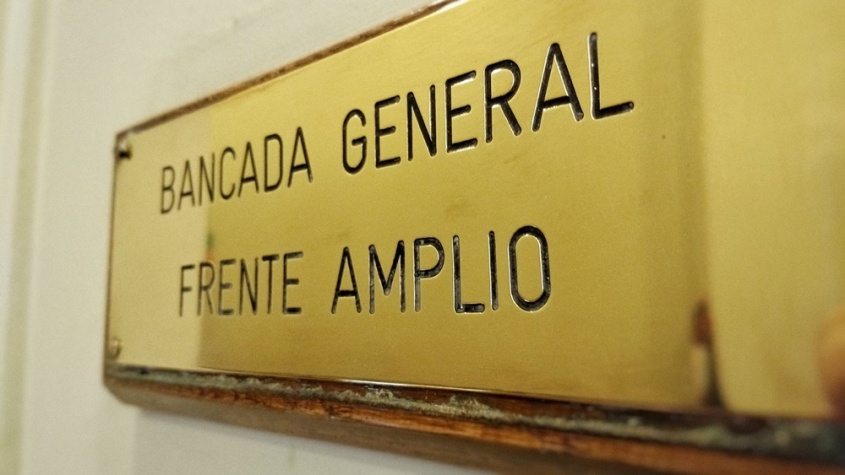 BANCADA GENERAL
FRENTE AMPLIO